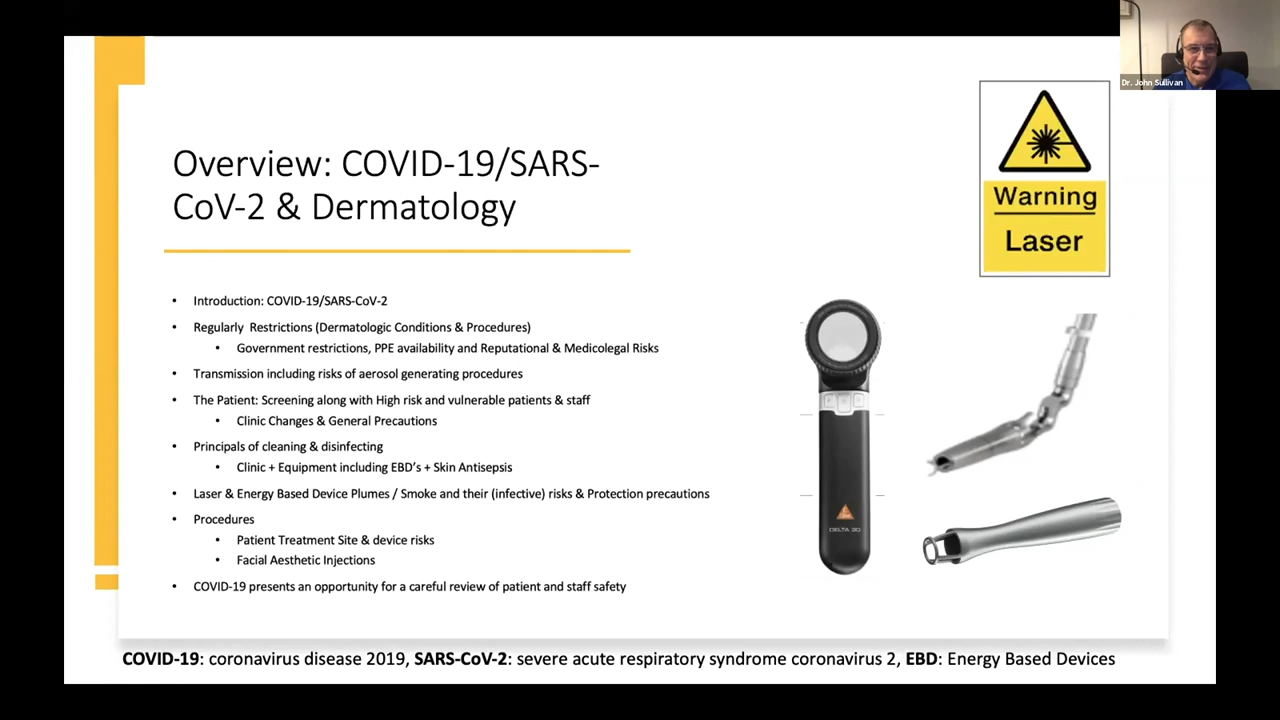 Dr. John Sullivan
Warning
Laser
Overview: COVID-19/SARS-
CoV-2 & Dermatology
• Introduction: COVID-19/SARS-CoV-2
• Regularly Restrictions (Dermatologic Conditions & Procedures)
• Government restrictions, PPE availability and Reputational & Medicolegal Risks
• Transmission including risks of aerosol generating procedures
• The Patient: Screening along with High risk and vulnerable patients & staff
• Clinic Changes & General Precautions
• Principals of cleaning & disinfecting
• Clinic + Equipment including EBD's + Skin Antisepsis
• Laser & Energy Based Device Plumes / Smoke and their (infective) risks & Protection precautions
• Procedures
• Patient Treatment Site & device risks
• Facial Aesthetic Injections
• COVID-19 presents an opportunity for a careful review of patient and staff safety
DELTA 30
COVID-19: coronavirus disease 2019, SARS-CoV-2: severe acute respiratory syndrome coronavirus 2, EBD: Energy Based Devices